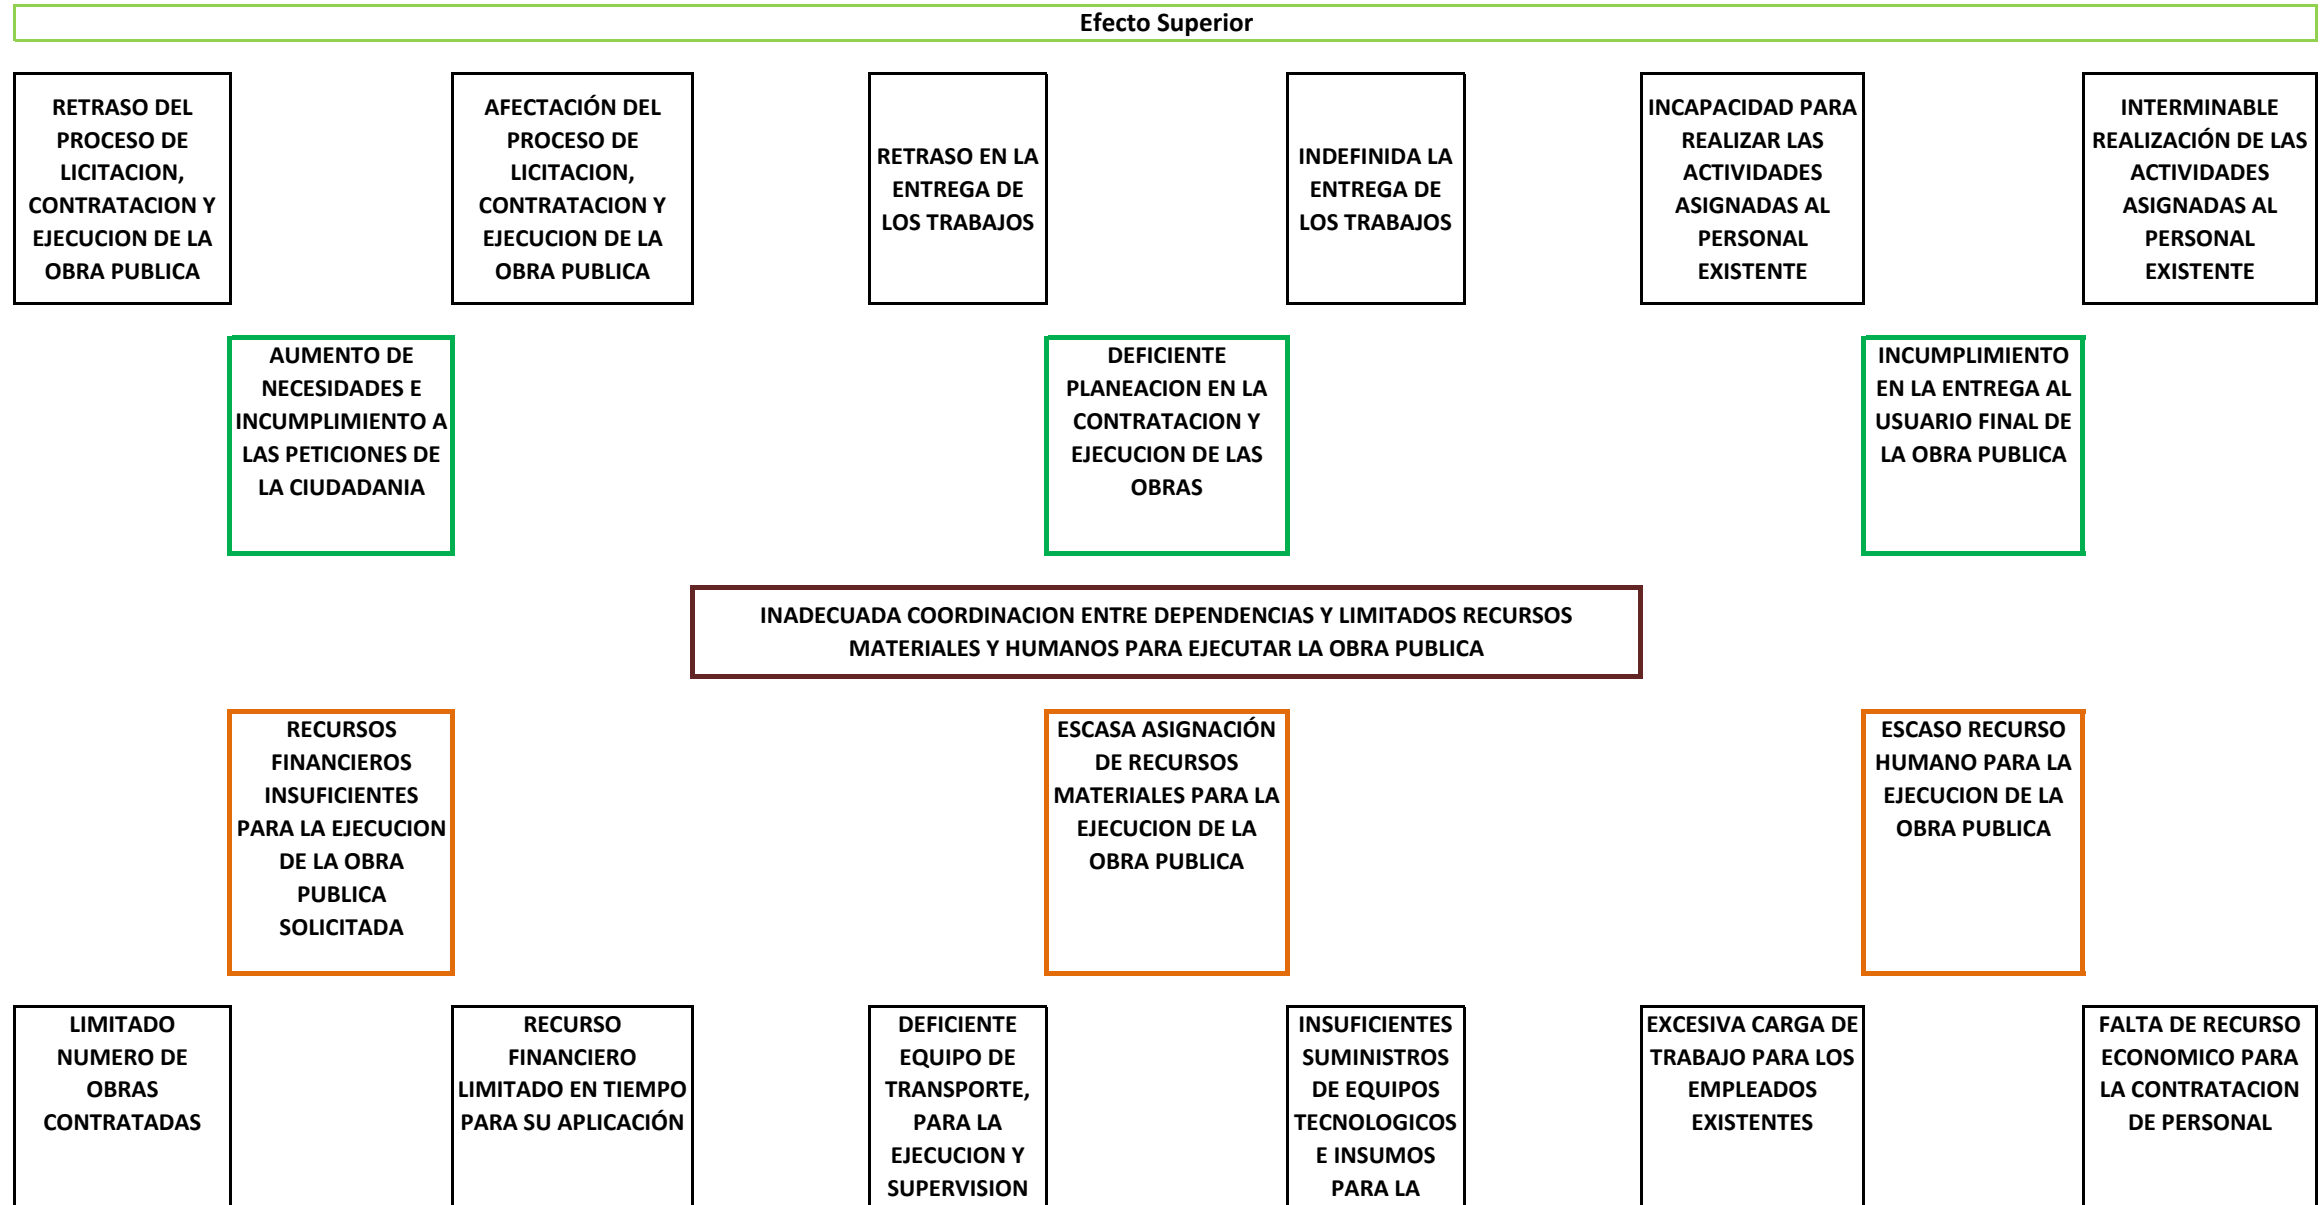 Efecto Superior
RETRASO DEL
PROCESO DE
LICITACION,
CONTRATACION Y
EJECUCION DE LA
OBRA PUBLICA
AFECTACIÓN DEL
PROCESO DE
LICITACION,
CONTRATACION Y
EJECUCION DE LA
OBRA PUBLICA
RETRASO EN LA
ENTREGA DE
LOS TRABAJOS
INDEFINIDA LA
ENTREGA DE
LOS TRABAJOS
INCAPACIDAD PARA
REALIZAR LAS
ACTIVIDADES
ASIGNADAS AL
PERSONAL
EXISTENTE
INTERMINABLE
REALIZACIÓN DE LAS
ACTIVIDADES
ASIGNADAS AL
PERSONAL
EXISTENTE
AUMENTO DE
NECESIDADES E
INCUMPLIMIENTO A
LAS PETICIONES DE
LA CIUDADANIA
DEFICIENTE
PLANEACION EN LA
CONTRATACION Y
EJECUCION DE LAS
OBRAS
INCUMPLIMIENTO
EN LA ENTREGA AL
USUARIO FINAL DE
LA OBRA PUBLICA
INADECUADA COORDINACION ENTRE DEPENDENCIAS Y LIMITADOS RECURSOS
MATERIALES Y HUMANOS PARA EJECUTAR LA OBRA PUBLICA
RECURSOS
FINANCIEROS
INSUFICIENTES
PARA LA EJECUCION
DE LA OBRA
PUBLICA
SOLICITADA
ESCASA ASIGNACIÓN
DE RECURSOS
MATERIALES PARA LA
EJECUCION DE LA
OBRA PUBLICA
ESCASO RECURSO
HUMANO PARA LA
EJECUCION DE LA
OBRA PUBLICA
LIMITADO
NUMERO DE
OBRAS
CONTRATADAS
RECURSO
FINANCIERO
LIMITADO EN TIEMPO
PARA SU APLICACIÓN
DEFICIENTE
EQUIPO DE
TRANSPORTE,
PARA LA
EJECUCION Y
SUPERVISION
INSUFICIENTES
SUMINISTROS
DE EQUIPOS
TECNOLOGICOS
E INSUMOS
PARA LA
EXCESIVA CARGA DE
TRABAJO PARA LOS
EMPLEADOS
EXISTENTES
FALTA DE RECURSO
ECONOMICO PARA
LA CONTRATACION
DE PERSONAL